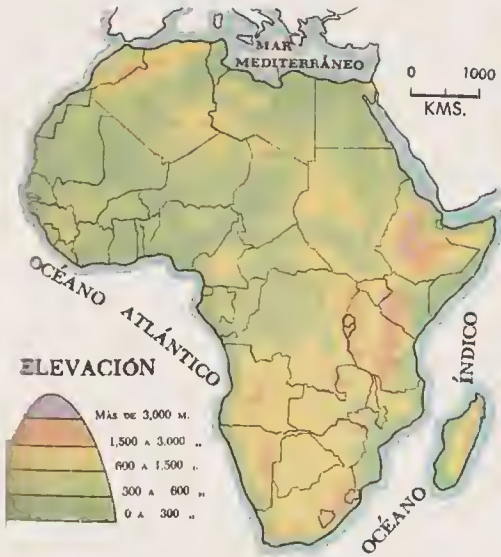 MAR
MEDITERRÁNEO
0 1000
KMS.
OCÉANO ATLÁNTICO
OCÉANO ÍNDICO
ELEVACIÓN
MÁS DE 3,000 M.
1,500 A 3,000 "
600 A 1,500 "
300 A 600 "
0 A 300 "